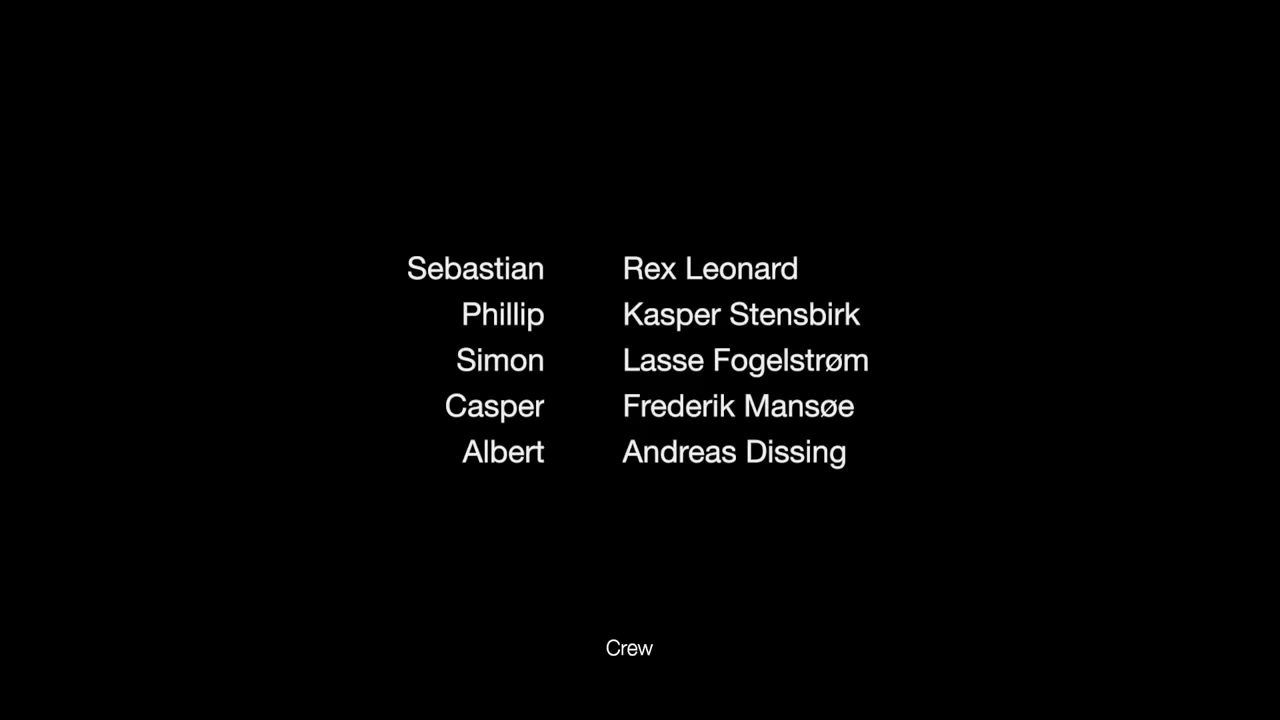 Sebastian Rex Leonard
Phillip Kasper Stensbirk
Simon Lasse Fogelstrøm
Casper Frederik Mansøe
Albert Andreas Dissing
Crew